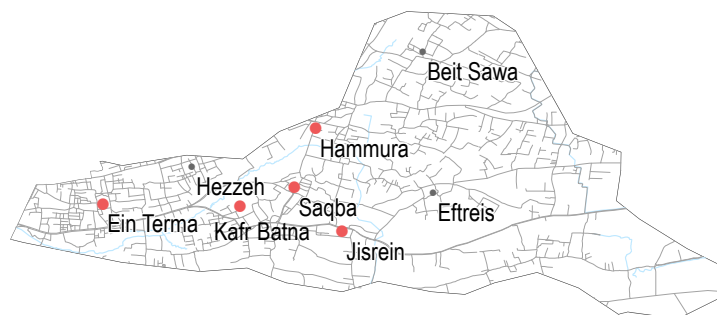 Beit Sawa
Hammura
Hezzeh
Saqba
Eftreis
Ein Terma
Kafr Batna
Jisrein